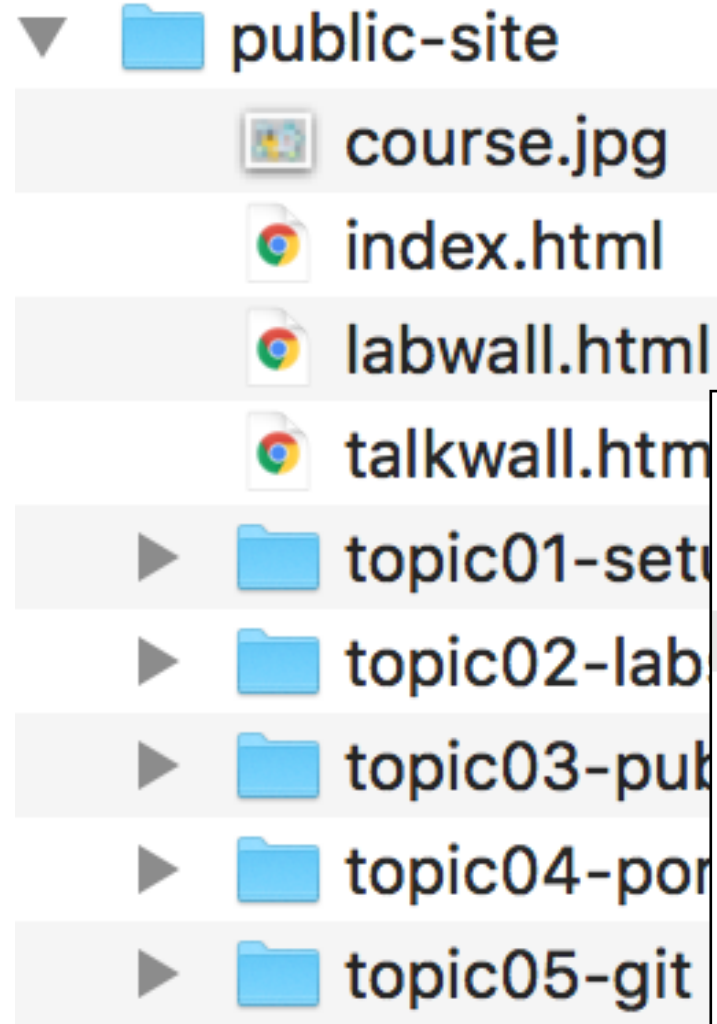 public-site
course.jpg
index.html
labwall.html
talkwall.htm
topic01-setu
topic02-labs
topic03-pub
topic04-por
topic05-git